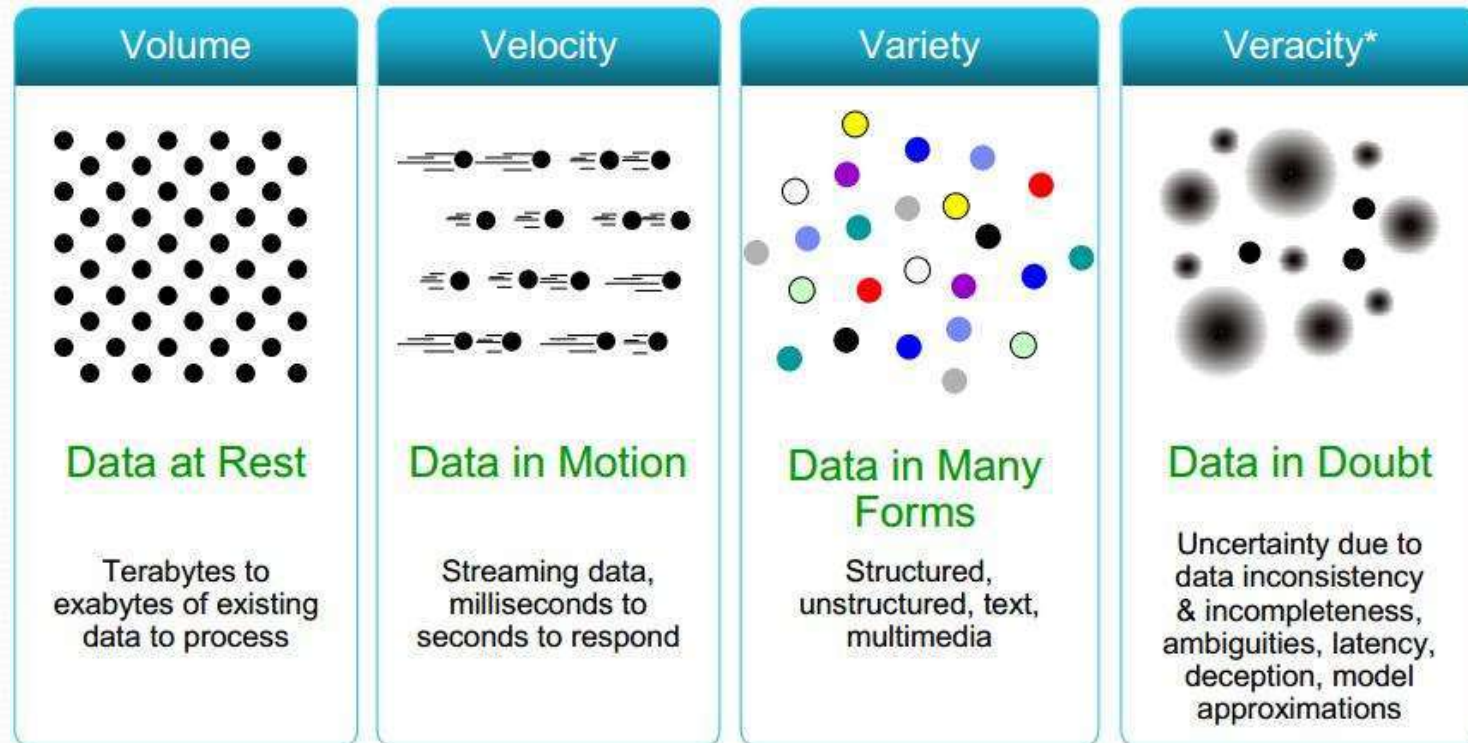 Volume
Data at Rest
Terabytes to
exabytes of existing
data to process
Velocity
Data in Motion
Streaming data,
milliseconds to
seconds to respond
Variety
Data in Many
Forms
Structured,
unstructured, text,
multimedia
Veracity*
Data in Doubt
Uncertainty due to
data inconsistency
& incompleteness,
ambiguities, latency,
deception, model
approximations